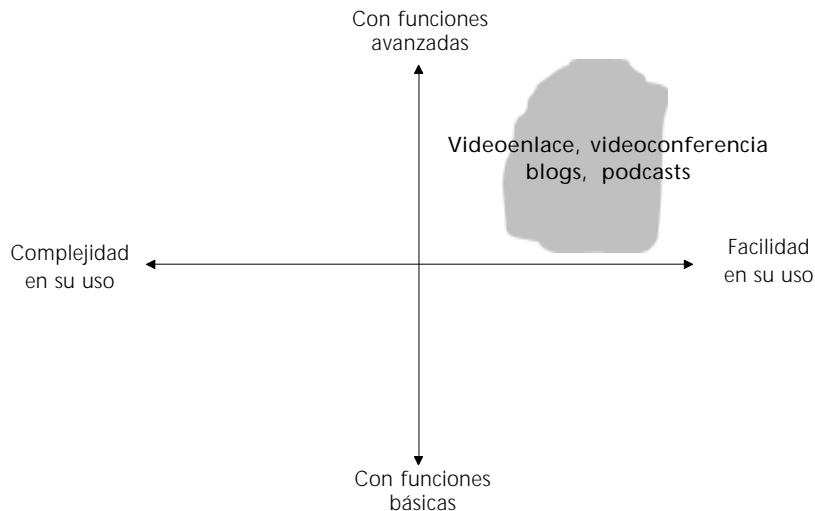 Con funciones
avanzadas
Videoenlace, videoconferencia
blogs, podcasts
Complejidad
en su uso
Facilidad
en su uso
Con funciones
básicas